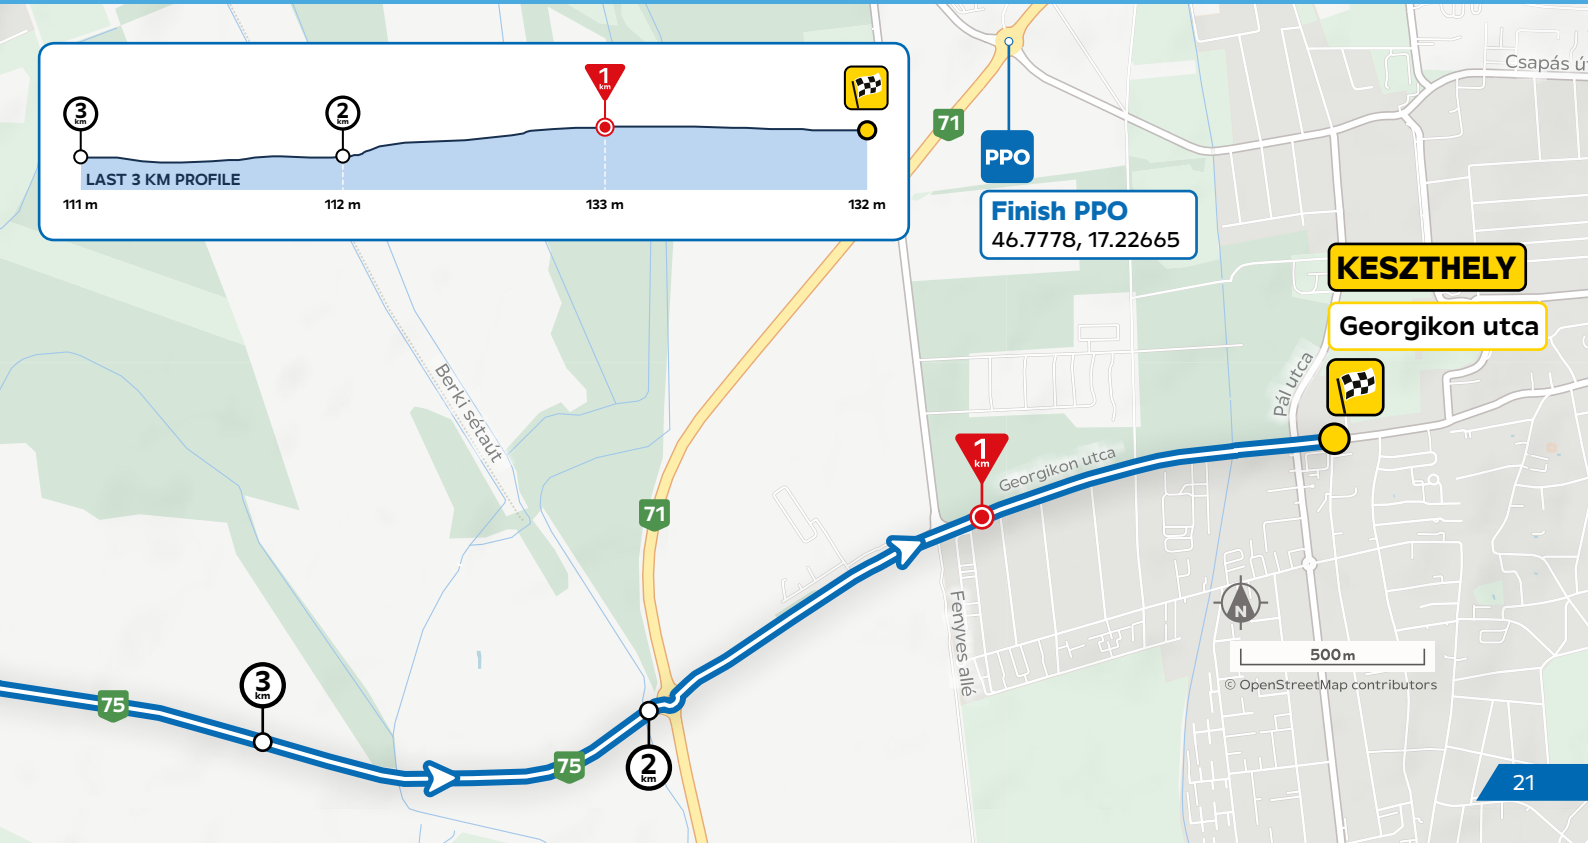 3
km
2
km
1
km
LAST 3 KM PROFILE
111 m
112 m
133 m
132 m
71
PPO
Finish PPO
46.7778, 17.22665
Csapás ú
KESZTHELY
Georgikon utca
Pál utca
Berki sétaút
1
km
Georgikon utca
71
Fenyves allé
N
500 m
© OpenStreetMap contributors
3
km
75
75
2
km
21